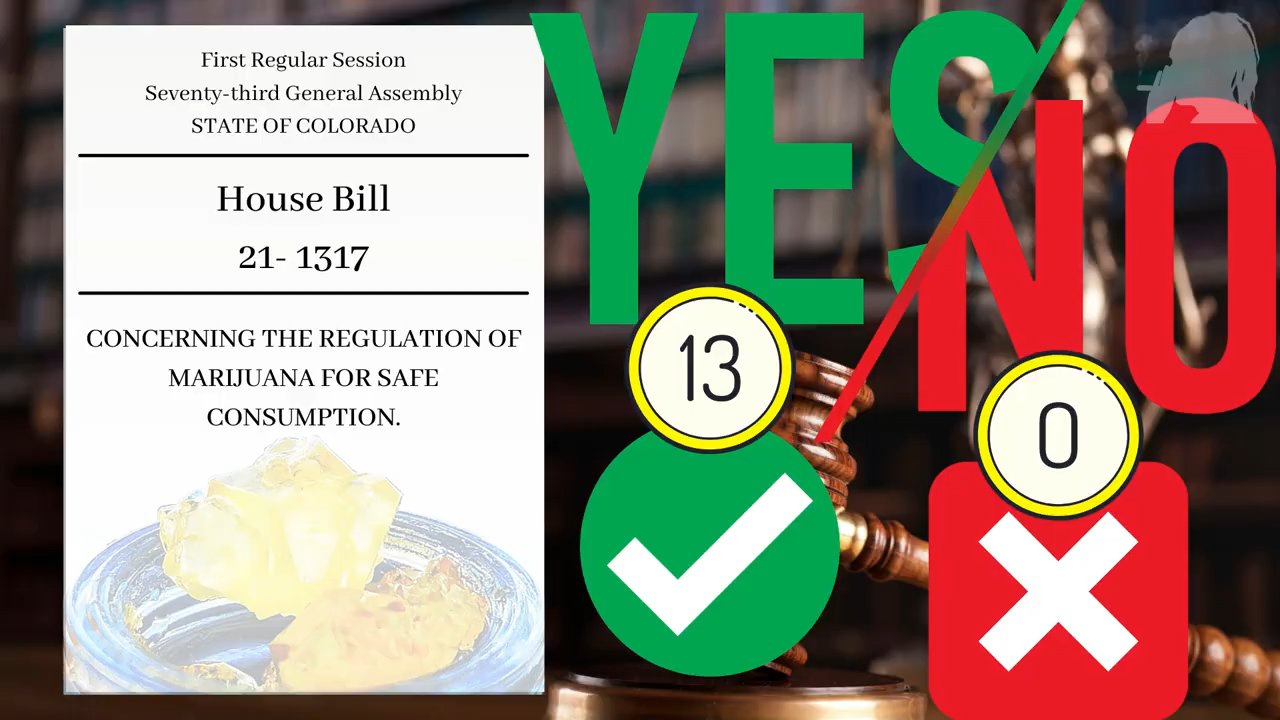 First Regular Session
Seventy-third General Assembly
STATE OF COLORADO
House Bill
21- 1317
CONCERNING THE REGULATION OF
MARIJUANA FOR SAFE
CONSUMPTION.
YES
NO
13
0